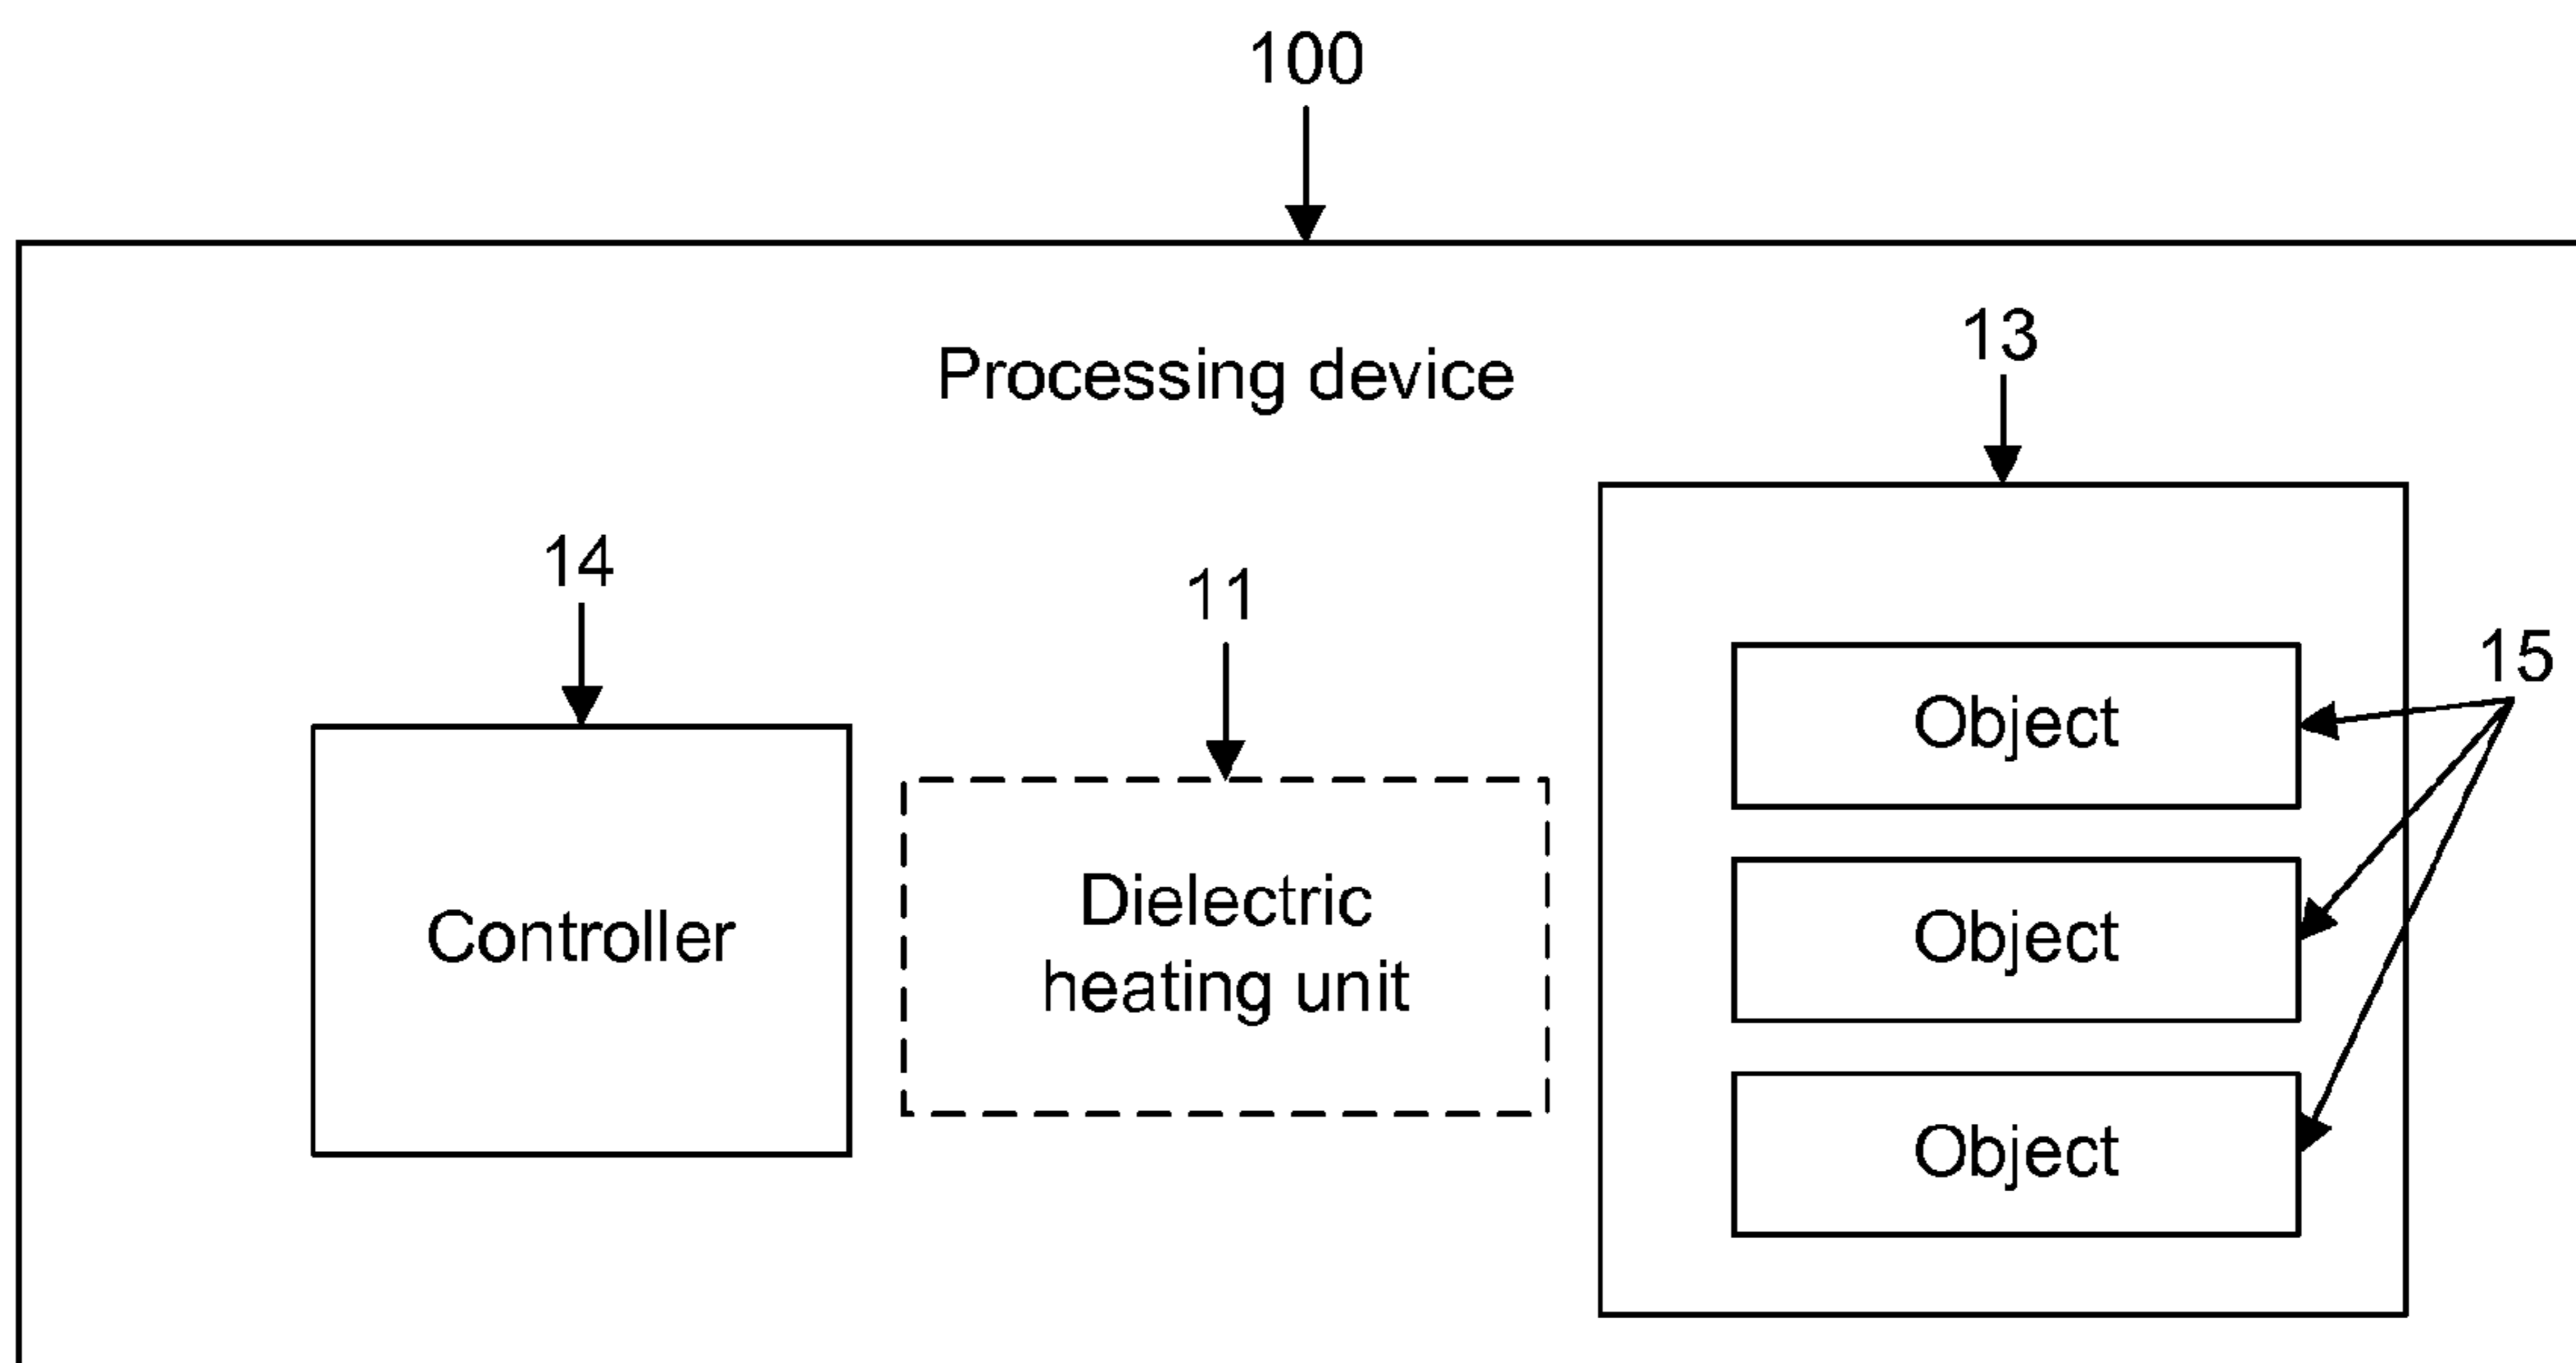 100
Processing device
13
14
11
15
Object
Controller
Dielectric
heating unit
Object
Object